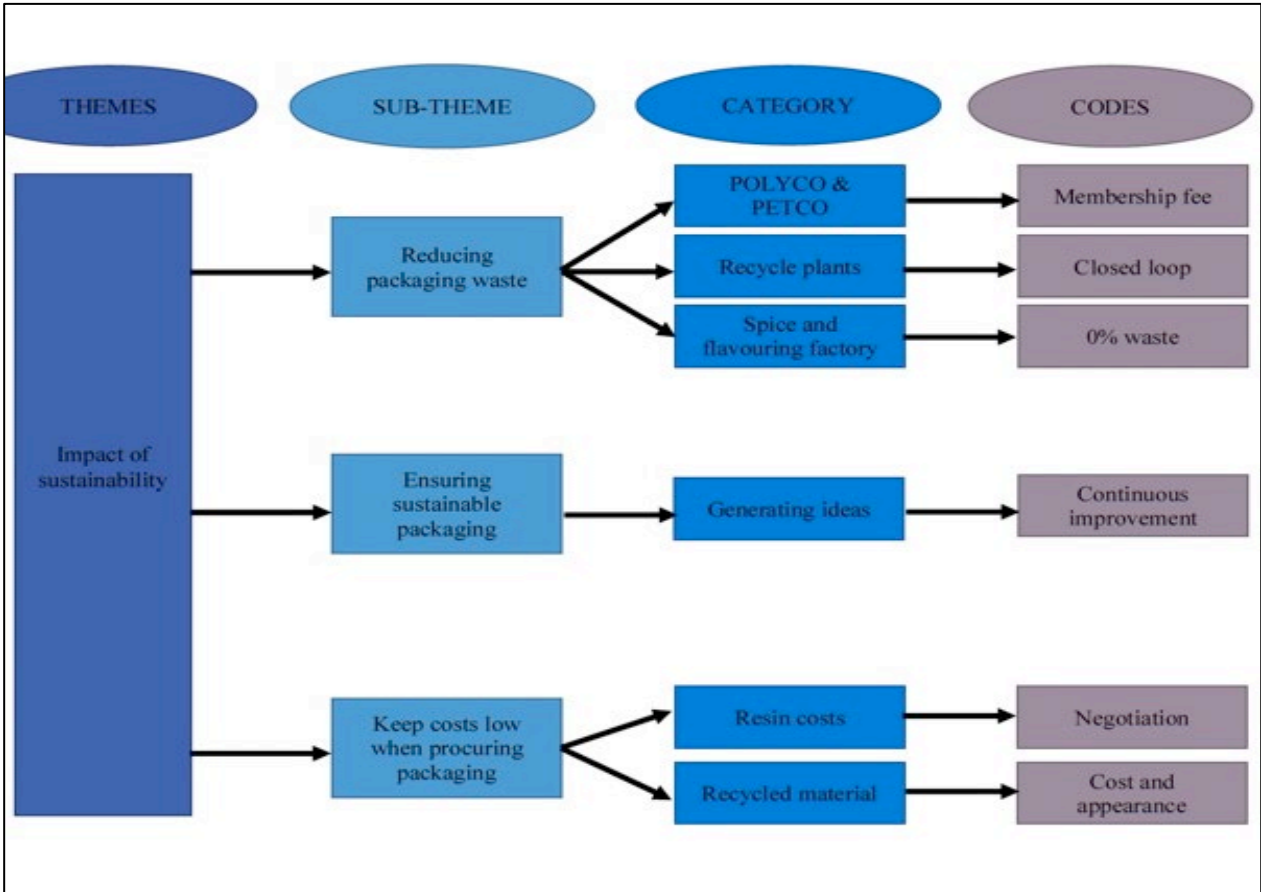 THEMES
SUB-THEME
CATEGORY
CODES
Impact of
sustainability
Reducing
packaging waste
POLYCO &
PETCO
Membership fee
Recycle plants
Closed loop
Spice and
flavouring factory
0% waste
Ensuring
sustainable
packaging
Generating ideas
Continuous
improvement
Keep costs low
when procuring
packaging
Resin costs
Negotiation
Recycled material
Cost and
appearance